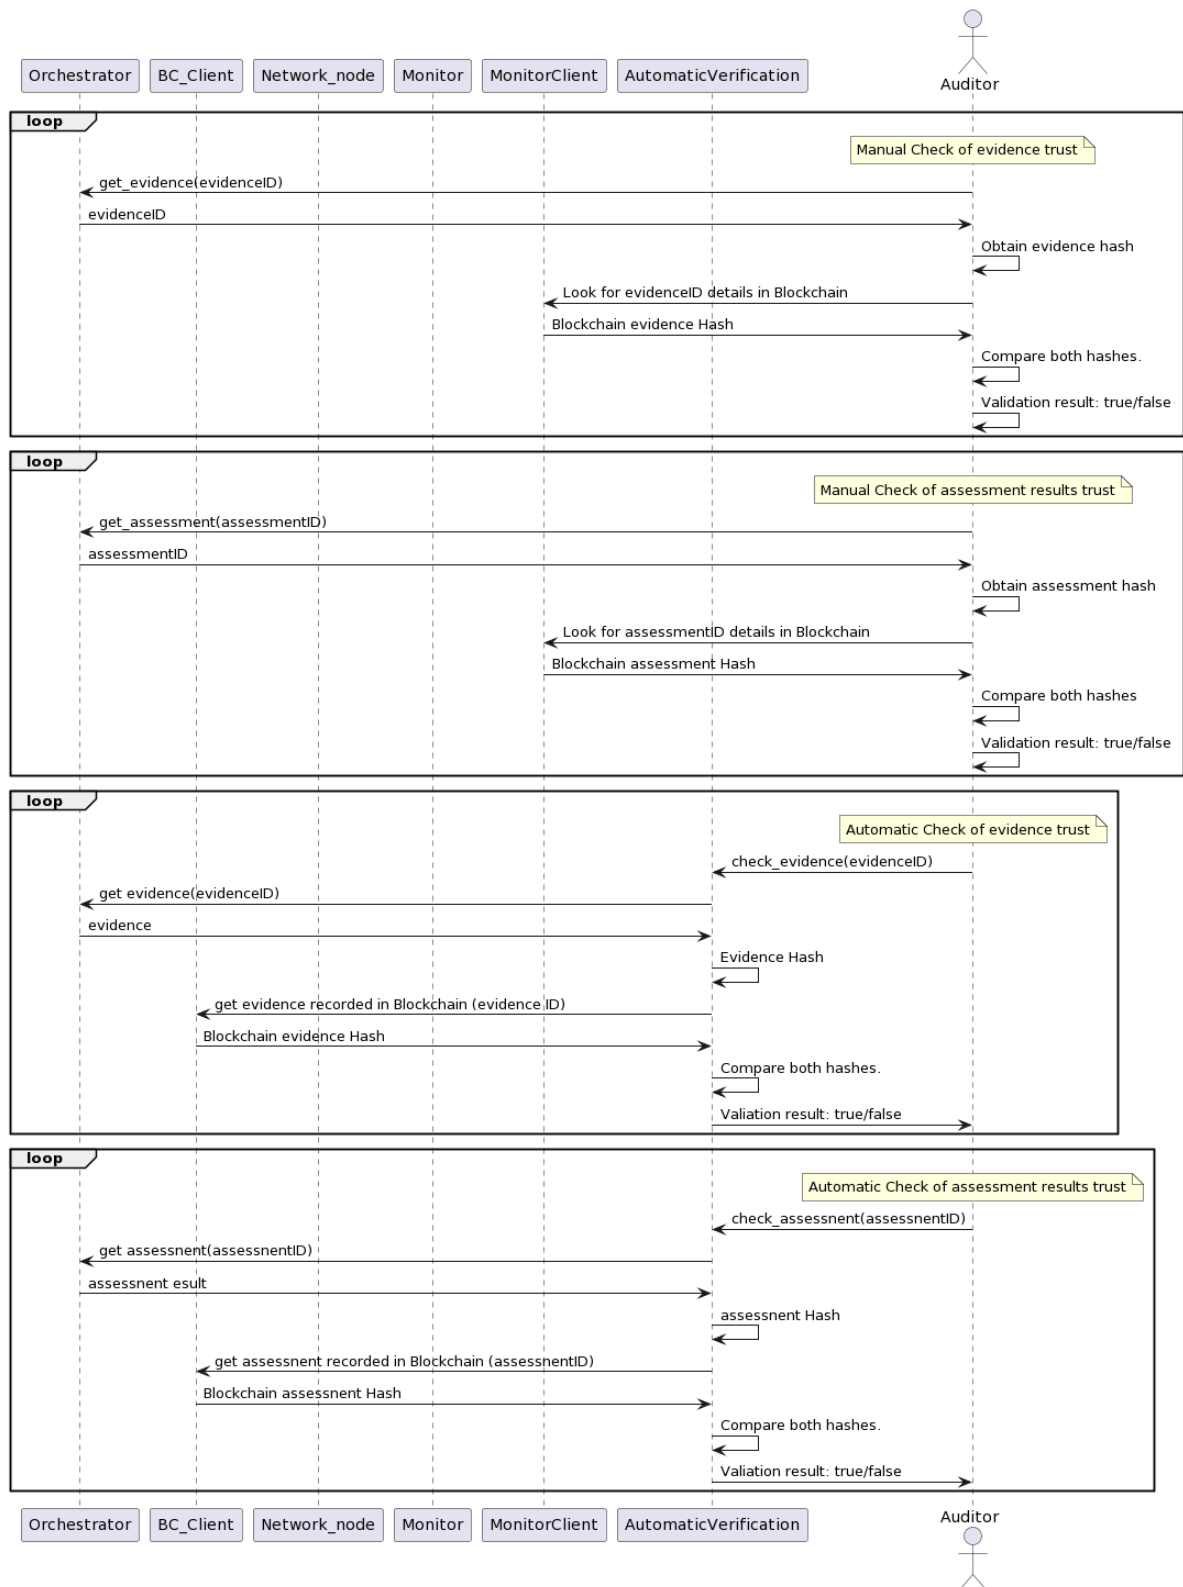 Auditor
Orchestrator BC_Client Network_node Monitor MonitorClient AutomaticVerification
loop
Manual Check of evidence trust
get_evidence(evidenceID)
evidenceID
Obtain evidence hash
Look for evidenceID details in Blockchain
Blockchain evidence Hash
Compare both hashes.
Validation result: true/false
loop
Manual Check of assessment results trust
get_assessment(assessmentID)
assessmentID
Obtain assessment hash
Look for assessmentID details in Blockchain
Blockchain assessment Hash
Compare both hashes
Validation result: true/false
loop
Automatic Check of evidence trust
check_evidence(evidenceID)
get evidence(evidenceID)
evidence
Evidence Hash
get evidence recorded in Blockchain (evidence ID)
Blockchain evidence Hash
Compare both hashes.
Valiation result: true/false
loop
Automatic Check of assessment results trust
check_assessnent(assessnentID)
get assessnent(assessnentID)
assessnent esult
assessnent Hash
get assessnent recorded in Blockchain (assessnentID)
Blockchain assessnent Hash
Compare both hashes.
Valiation result: true/false
Orchestrator BC_Client Network_node Monitor MonitorClient AutomaticVerification
Auditor